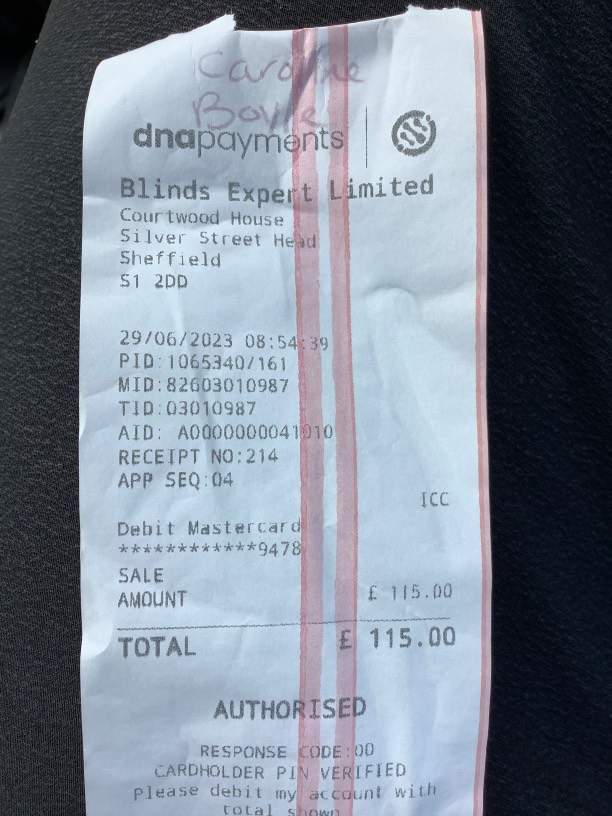 Caroline
Boyle
dnapayments
Blinds Expert Limited
Courtwood House
Silver Street Head
Sheffield
S1 2DD
29/06/2023 08:54:39
PID:1065340/161
MID:82603010987
TID:03010987
AID: A0000000041010
RECEIPT NO:214
APP SEQ:04
ICC
Debit Mastercard
************9478
SALE
AMOUNT £ 115.00
TOTAL £ 115.00
AUTHORISED
RESPONSE CODE:00
CARDHOLDER PIN VERIFIED
Please debit my account with
total shown